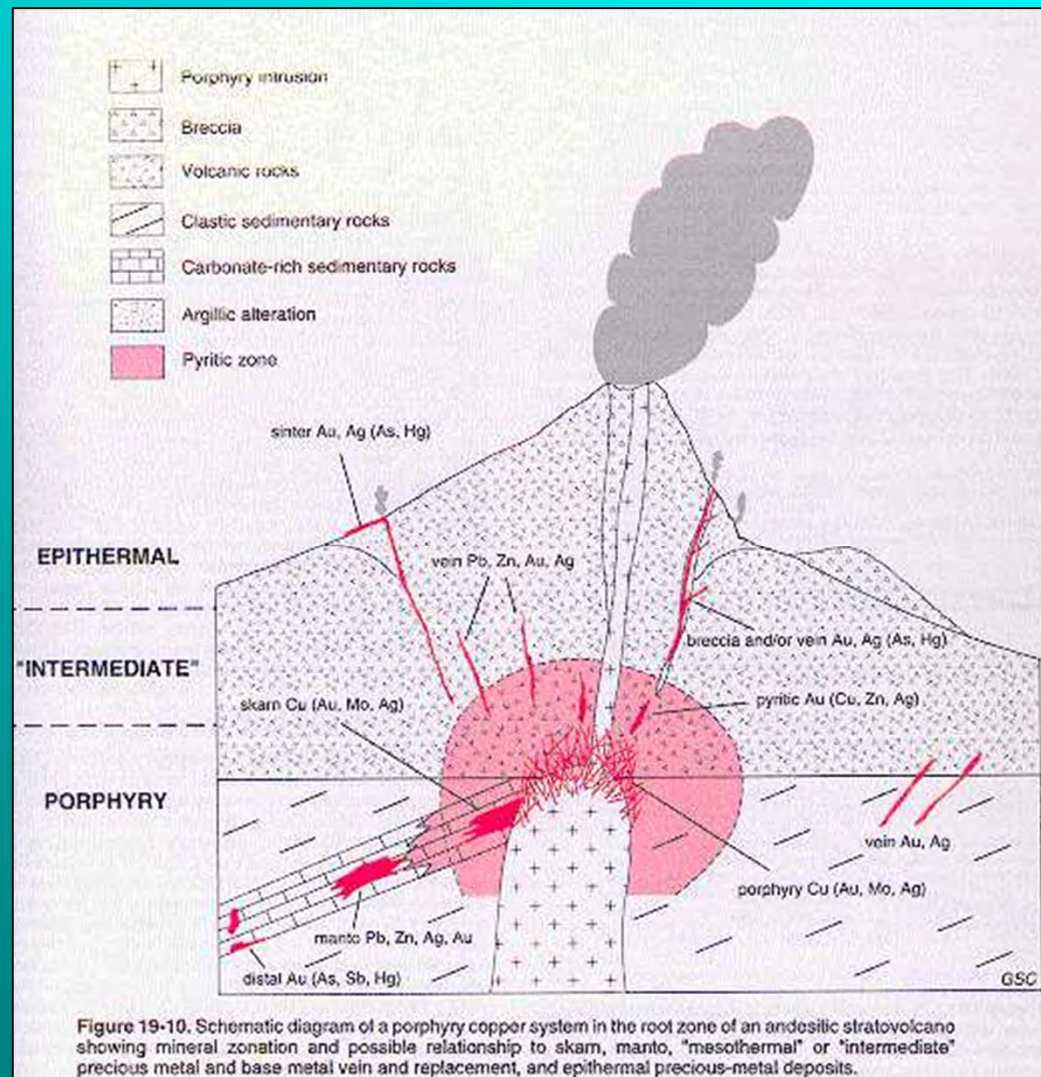 Porphyry intrusion
Breccia
Volcanic rocks
Clastic sedimentary rocks
Carbonate-rich sedimentary rocks
Argillic alteration
Pyritic zone
sinter Au, Ag (As, Hg)
EPITHERMAL
vein Pb, Zn, Au, Ag
breccia and/or vein Au, Ag (As, Hg)
"INTERMEDIATE"
skarn Cu (Au, Mo, Ag)
pyritic Au (Cu, Zn, Ag)
PORPHYRY
vein Au, Ag
porphyry Cu (Au, Mo, Ag)
manto Pb, Zn, Ag, Au
distal Au (As, Sb, Hg)
GSC
Figure 19-10. Schematic diagram of a porphyry copper system in the root zone of an andesitic stratovolcano
showing mineral zonation and possible relationship to skarn, manto, "mesothermal" or "intermediate"
precious metal and base metal vein and replacement, and epithermal precious-metal deposits.